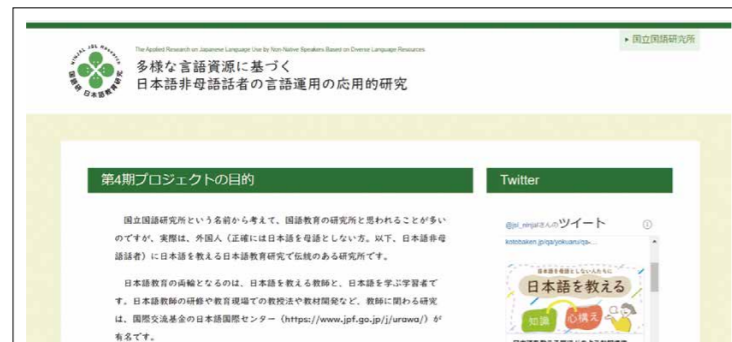 The Applied Research on Japanese Language Use by Non-Native Speakers Based on Diverse Language Resources
多様な言語資源に基づく
日本語非母語話者の言語運用の応用的研究
国立国語研究所
第4期プロジェクトの目的
国立国語研究所という名前から考えて、国語教育の研究所と思われることが多い
のですが、実際は、外国人（正確には日本語を母語としない方。以下、日本語非母
語話者）に日本語を教える日本語教育研究で伝統のある研究所です。
日本語教育の両輪となるのは、日本語を教える教師と、日本語を学ぶ学習者で
す。日本語教師の研修や教育現場での教授法や教材開発など、教師に関わる研究
は、国際交流基金の日本語国際センター（https://www.jpf.go.jp/j/urawa/）が
有名です。
Twitter
さんのツイート
日本語を母語としない人たちに
日本語を教える
知識
心構え